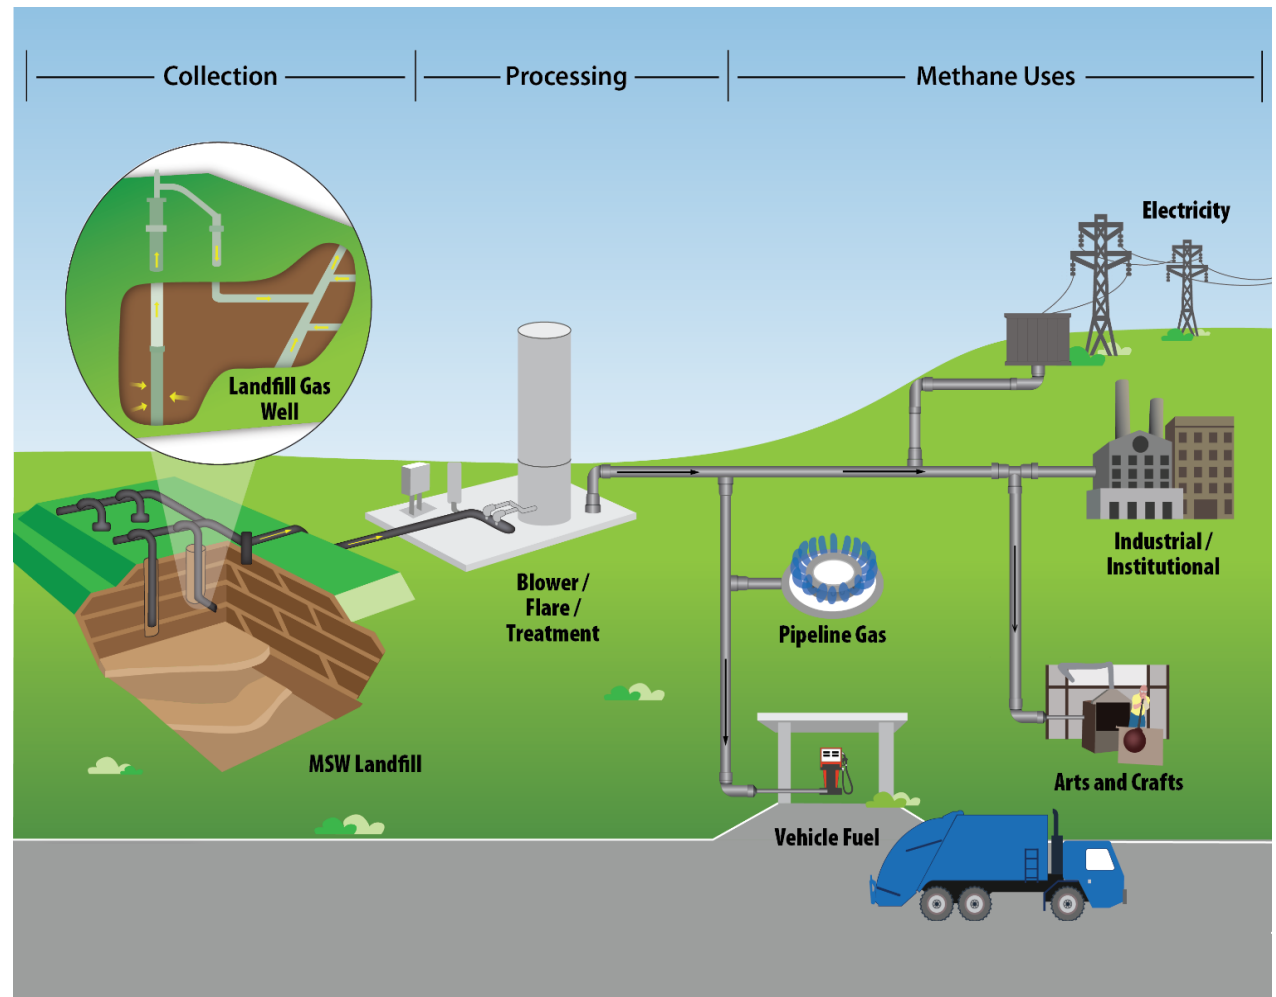 Collection
Processing
Methane Uses
Electricity
Landfill Gas
Well
Industrial /
Institutional
Blower /
Flare /
Treatment
Pipeline Gas
MSW Landfill
Arts and Crafts
Vehicle Fuel